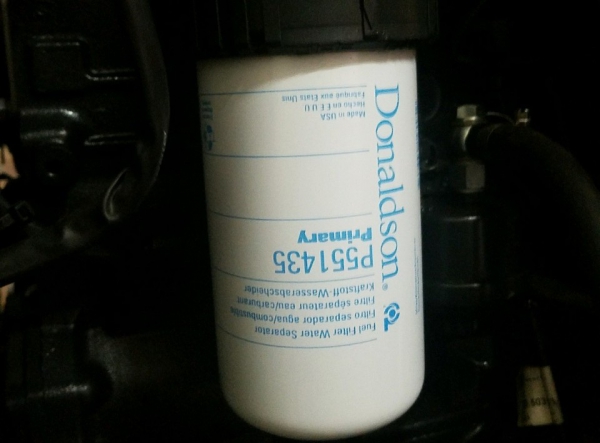 Donaldson®
Fuel Filter Water Separator
Filtro separador agua/combustible
Filtre séparateur eau/carburant
Kraftstoff-Wasserabscheider
P551435
Primary
Made in USA
Hecho en E E U U
Fabriqué aux États Unis